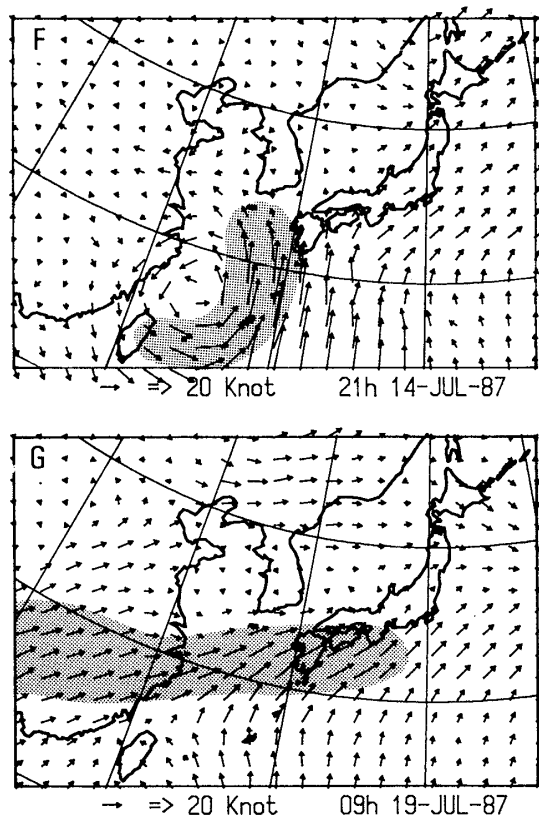 F
→ => 20 Knot 21h 14-JUL-87
G
→ => 20 Knot 09h 19-JUL-87